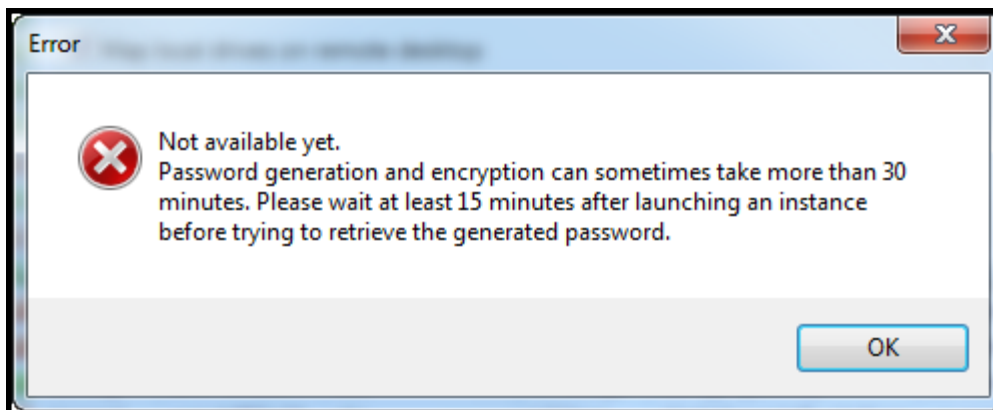 Error
Not available yet.
Password generation and encryption can sometimes take more than 30
minutes. Please wait at least 15 minutes after launching an instance
before trying to retrieve the generated password.
OK